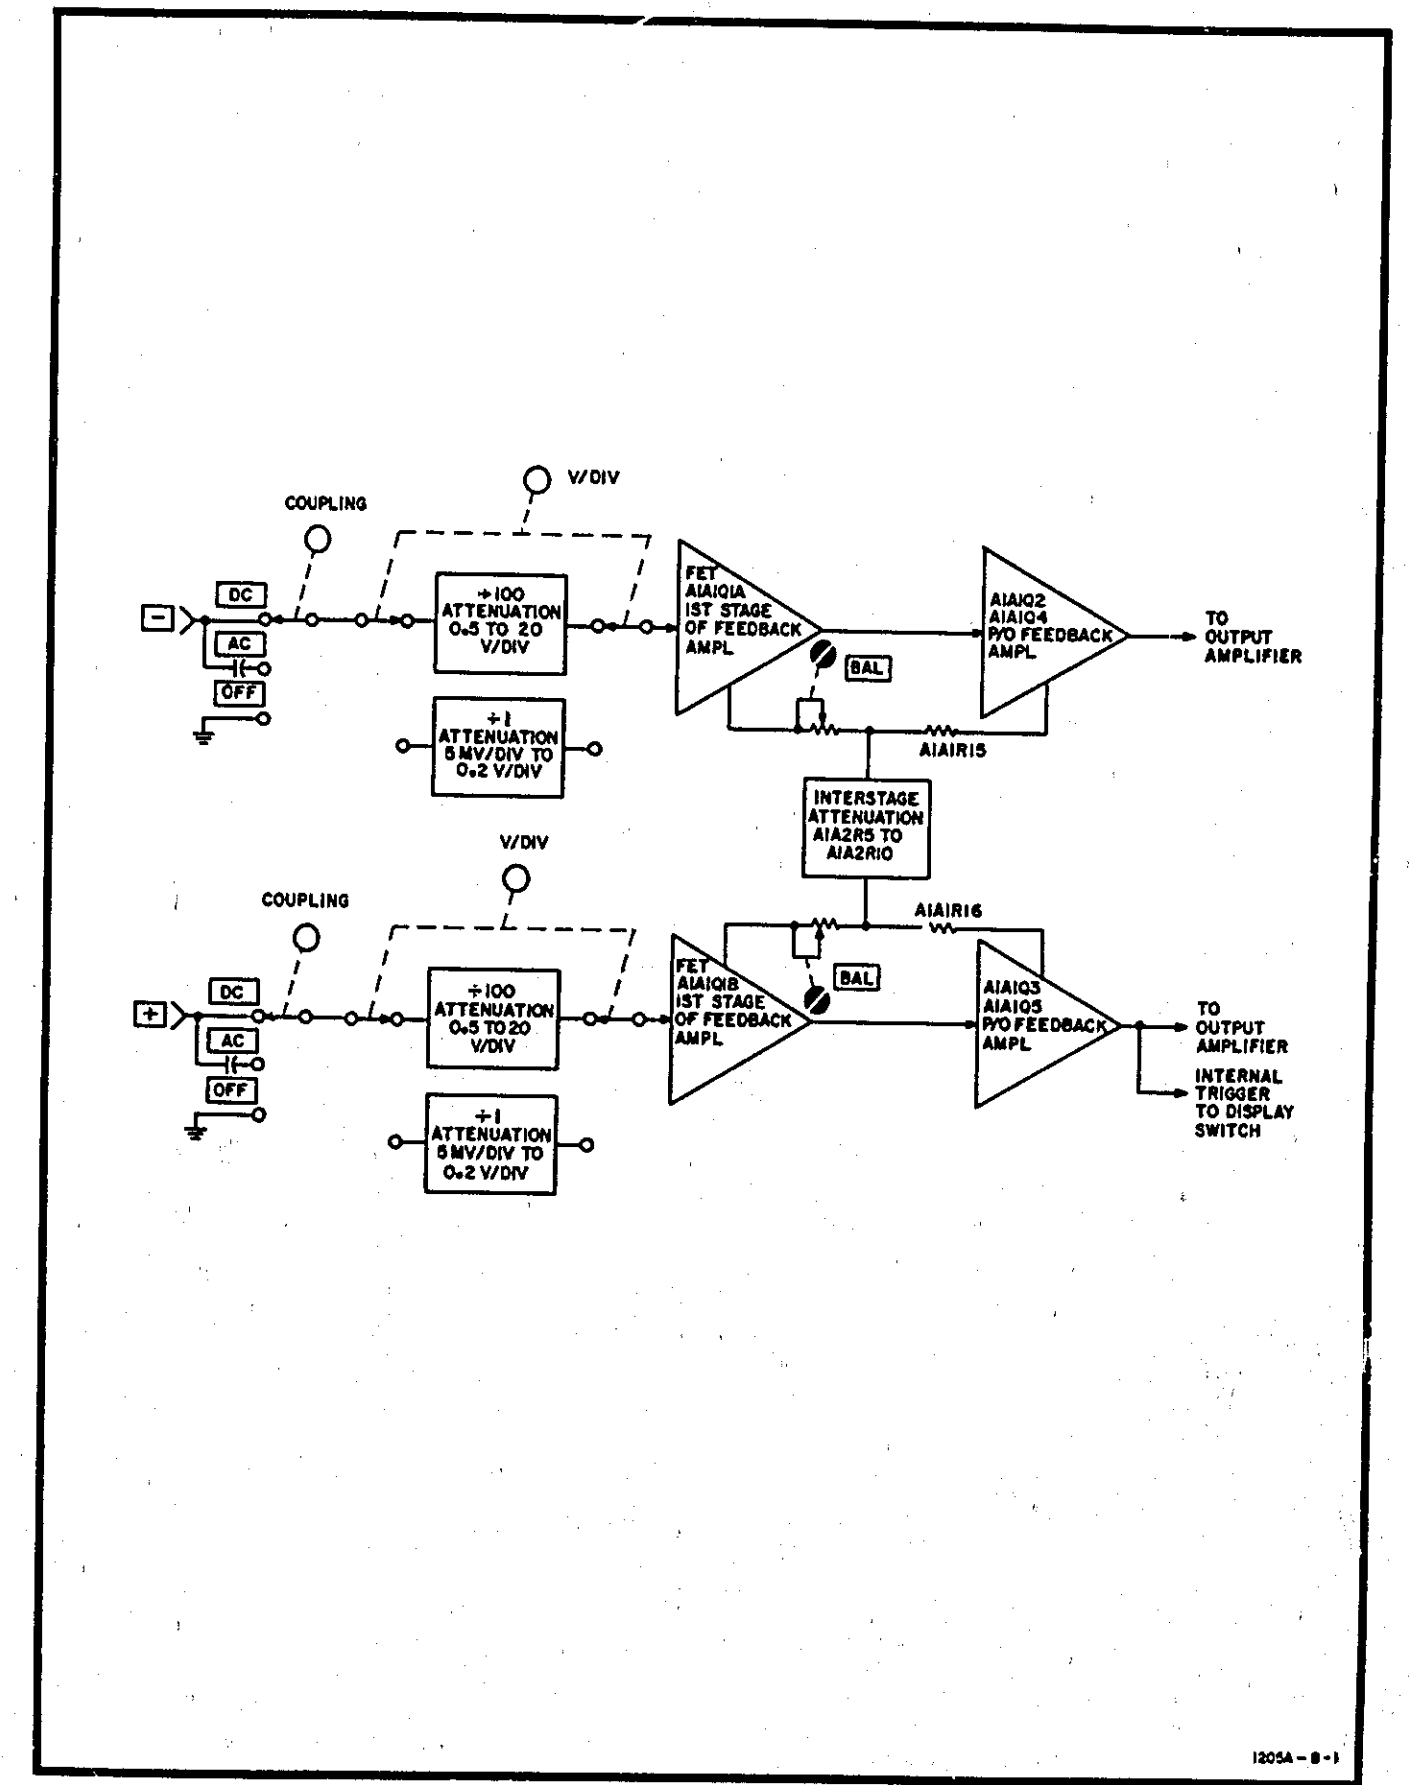 V/DIV
COUPLING
DC
−
AC
OFF
÷100
ATTENUATION
0.5 TO 20
V/DIV
÷1
ATTENUATION
5 MV/DIV TO
0.2 V/DIV
FET
A1A1Q1A
1ST STAGE
OF FEEDBACK
AMPL
BAL
A1A1Q2
A1A1Q4
P/O FEEDBACK
AMPL
TO
OUTPUT
AMPLIFIER
A1A1R15
INTERSTAGE
ATTENUATION
A1A2R5 TO
A1A2R10
V/DIV
COUPLING
DC
+
AC
OFF
÷100
ATTENUATION
0.5 TO 20
V/DIV
÷1
ATTENUATION
5 MV/DIV TO
0.2 V/DIV
A1A1R16
FET
A1A1Q1B
1ST STAGE
OF FEEDBACK
AMPL
BAL
A1A1Q3
A1A1Q5
P/O FEEDBACK
AMPL
TO
OUTPUT
AMPLIFIER
INTERNAL
TRIGGER
TO DISPLAY
SWITCH
1205A-B-1